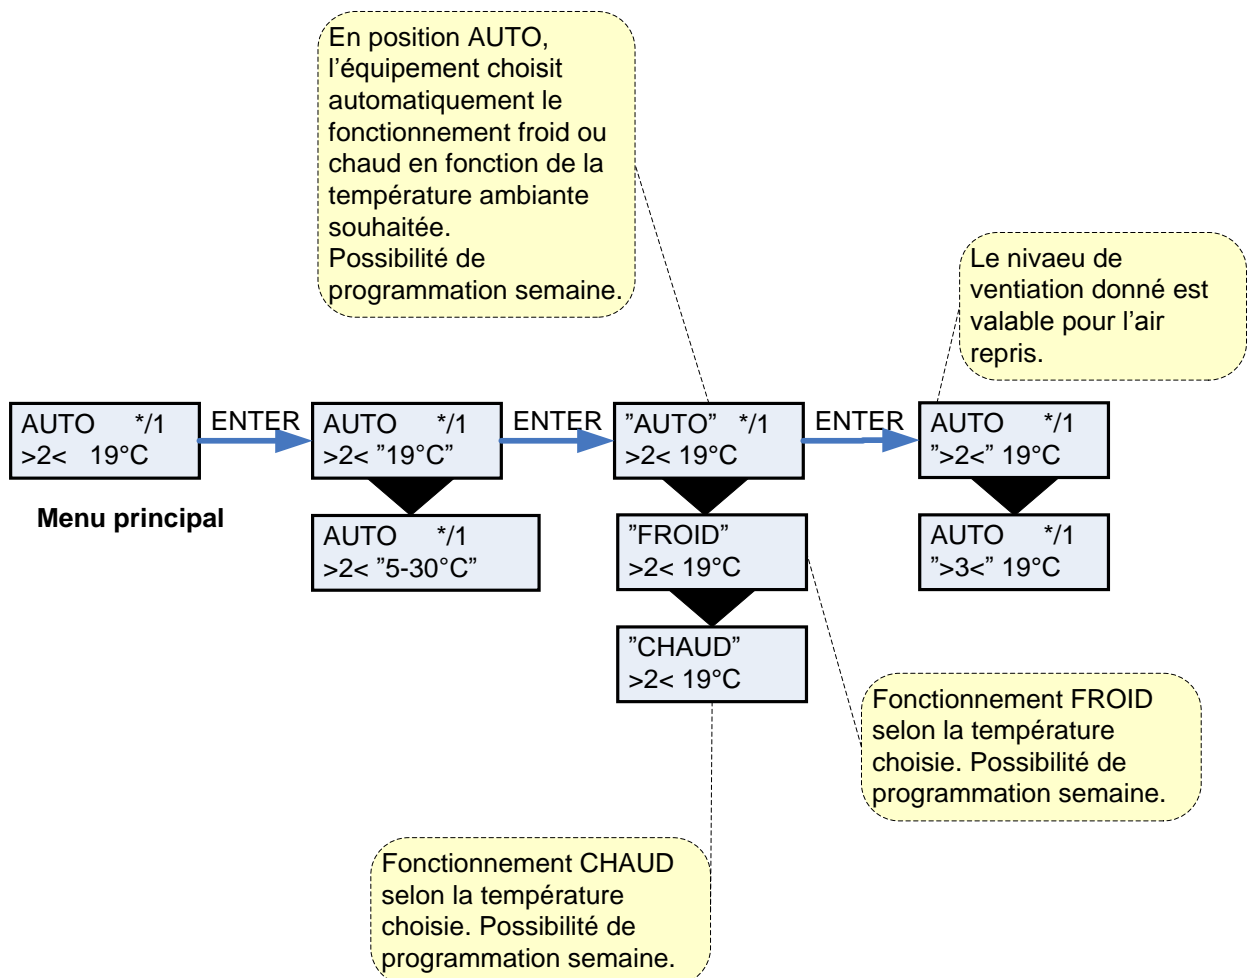 En position AUTO,
l’équipement choisit
automatiquement le
fonctionnement froid ou
chaud en fonction de la
température ambiante
souhaitée.
Possibilité de
programmation semaine.
Le nivaeu de
ventiation donné est
valable pour l’air
repris.
AUTO */1
>2< 19°C
ENTER
AUTO */1
>2< ”19°C”
ENTER
”AUTO” */1
>2< 19°C
ENTER
AUTO */1
”>2<” 19°C
Menu principal
AUTO */1
>2< ”5-30°C”
”FROID”
>2< 19°C
AUTO */1
”>3<” 19°C
”CHAUD”
>2< 19°C
Fonctionnement FROID
selon la température
choisie. Possibilité de
programmation semaine.
Fonctionnement CHAUD
selon la température
choisie. Possibilité de
programmation semaine.